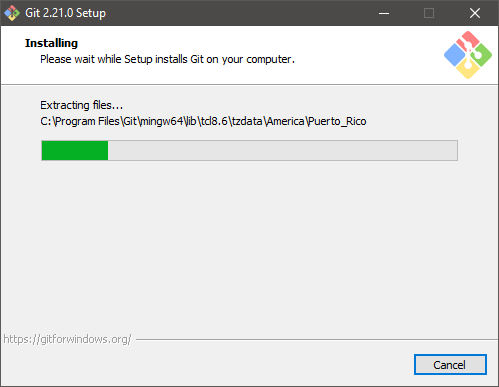 Git 2.21.0 Setup
Installing
Please wait while Setup installs Git on your computer.
Extracting files...
C:\Program Files\Git\mingw64\lib\tcl8.6\tzdata\America\Puerto_Rico
https://gitforwindows.org/
Cancel